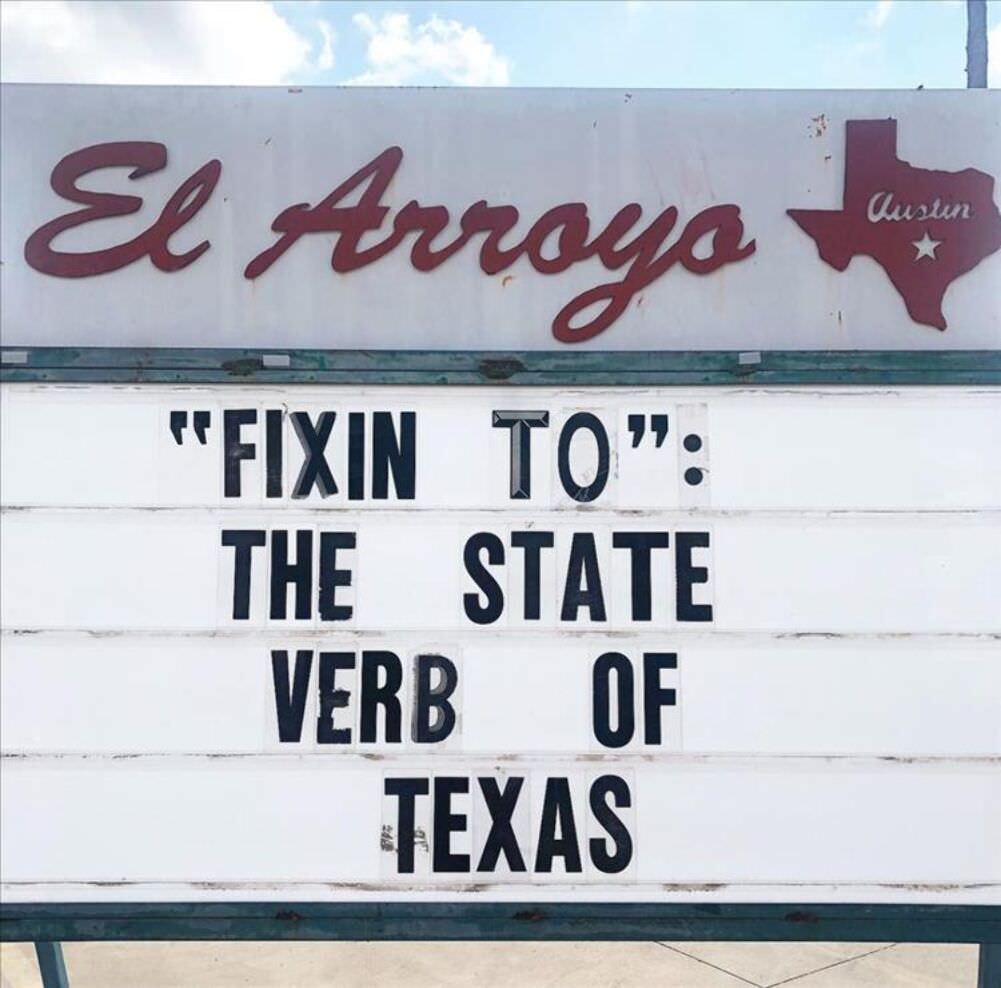 El Arroyo
Austin
"FIXIN TO":
THE STATE
VERB OF
TEXAS